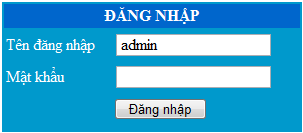 ĐĂNG NHẬP
Tên đăng nhập admin
Mật khẩu
Đăng nhập